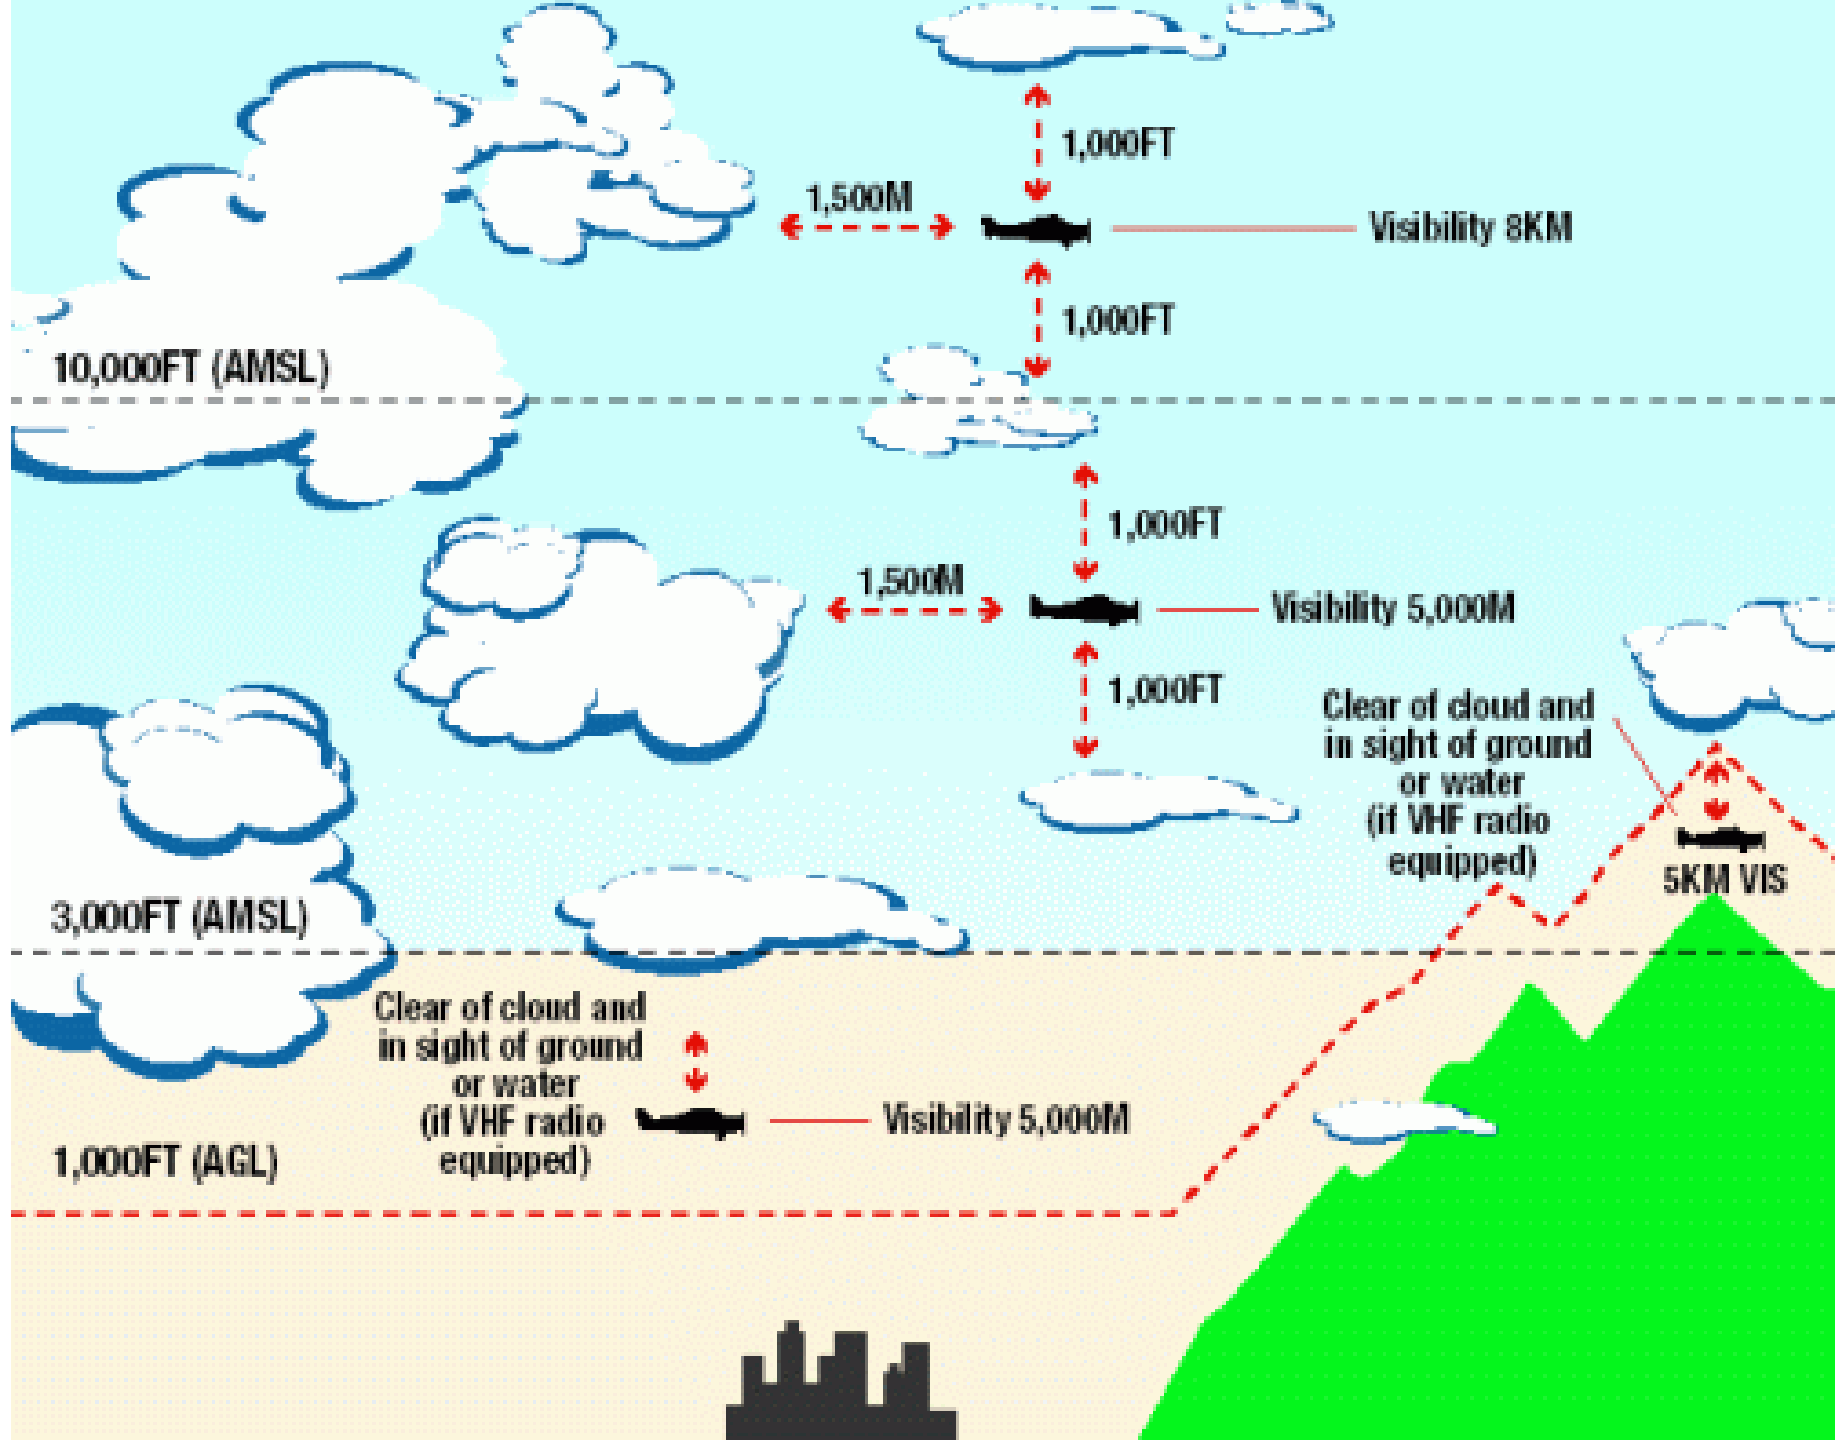 1,000FT
1,500M
Visibility 8KM
1,000FT
10,000FT (AMSL)
1,000FT
1,500M
Visibility 5,000M
1,000FT
Clear of cloud and
in sight of ground
or water
(if VHF radio
equipped)
5KM VIS
3,000FT (AMSL)
Clear of cloud and
in sight of ground
or water
(if VHF radio
equipped)
Visibility 5,000M
1,000FT (AGL)